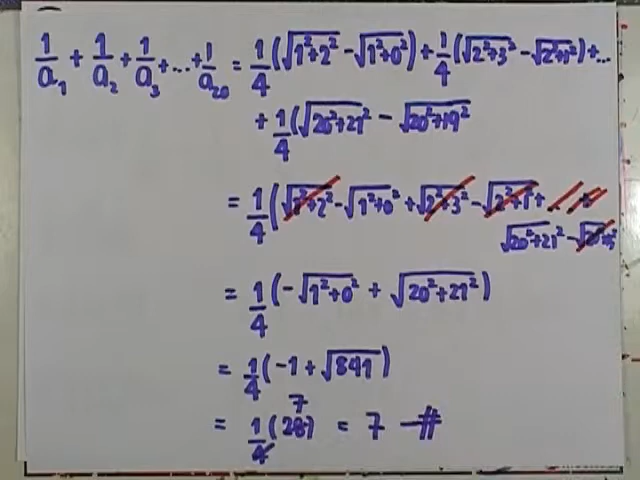 1/a₁ + 1/a₂ + 1/a₃ + ... + 1/a₂₀ = 1/4(√(1²+2²) - √(1²+0²)) + 1/4(√(2²+3²) - √(2²+1²)) + ...
+ 1/4(√(20²+21²) - √(20²+19²)
= 1/4(√(1²+2²) - √(1²+0²) + √(2²+3²) - √(2²+1²) + ... +
√(20²+21²) -
= 1/4(-√(1²+0²) + √(20²+21²))
= 1/4(-1 + √841)
7
= 1/4(28) = 7 #